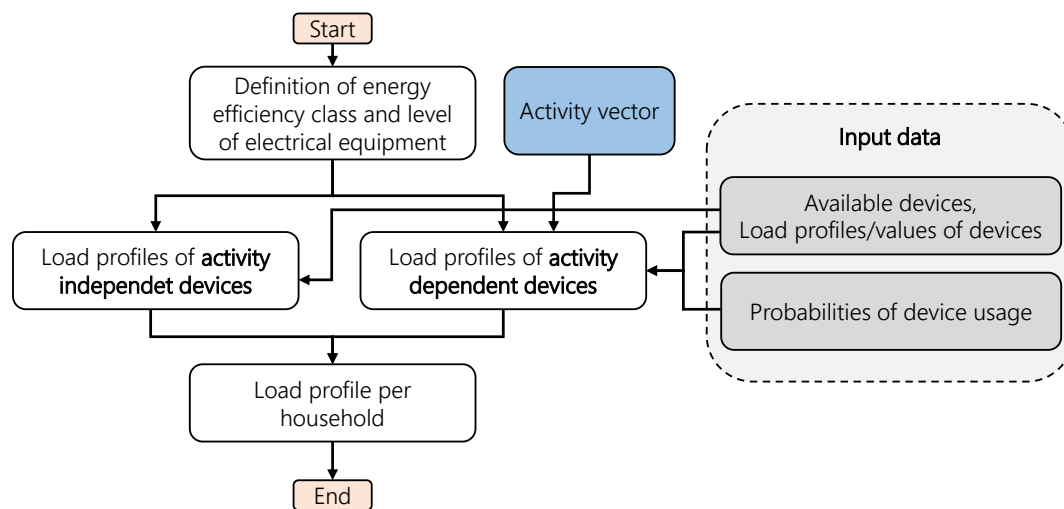 Start
Definition of energy
efficiency class and level
of electrical equipment
Activity vector
Input data
Available devices,
Load profiles/values of devices
Load profiles of activity
independet devices
Load profiles of activity
dependent devices
Probabilities of device usage
Load profile per
household
End